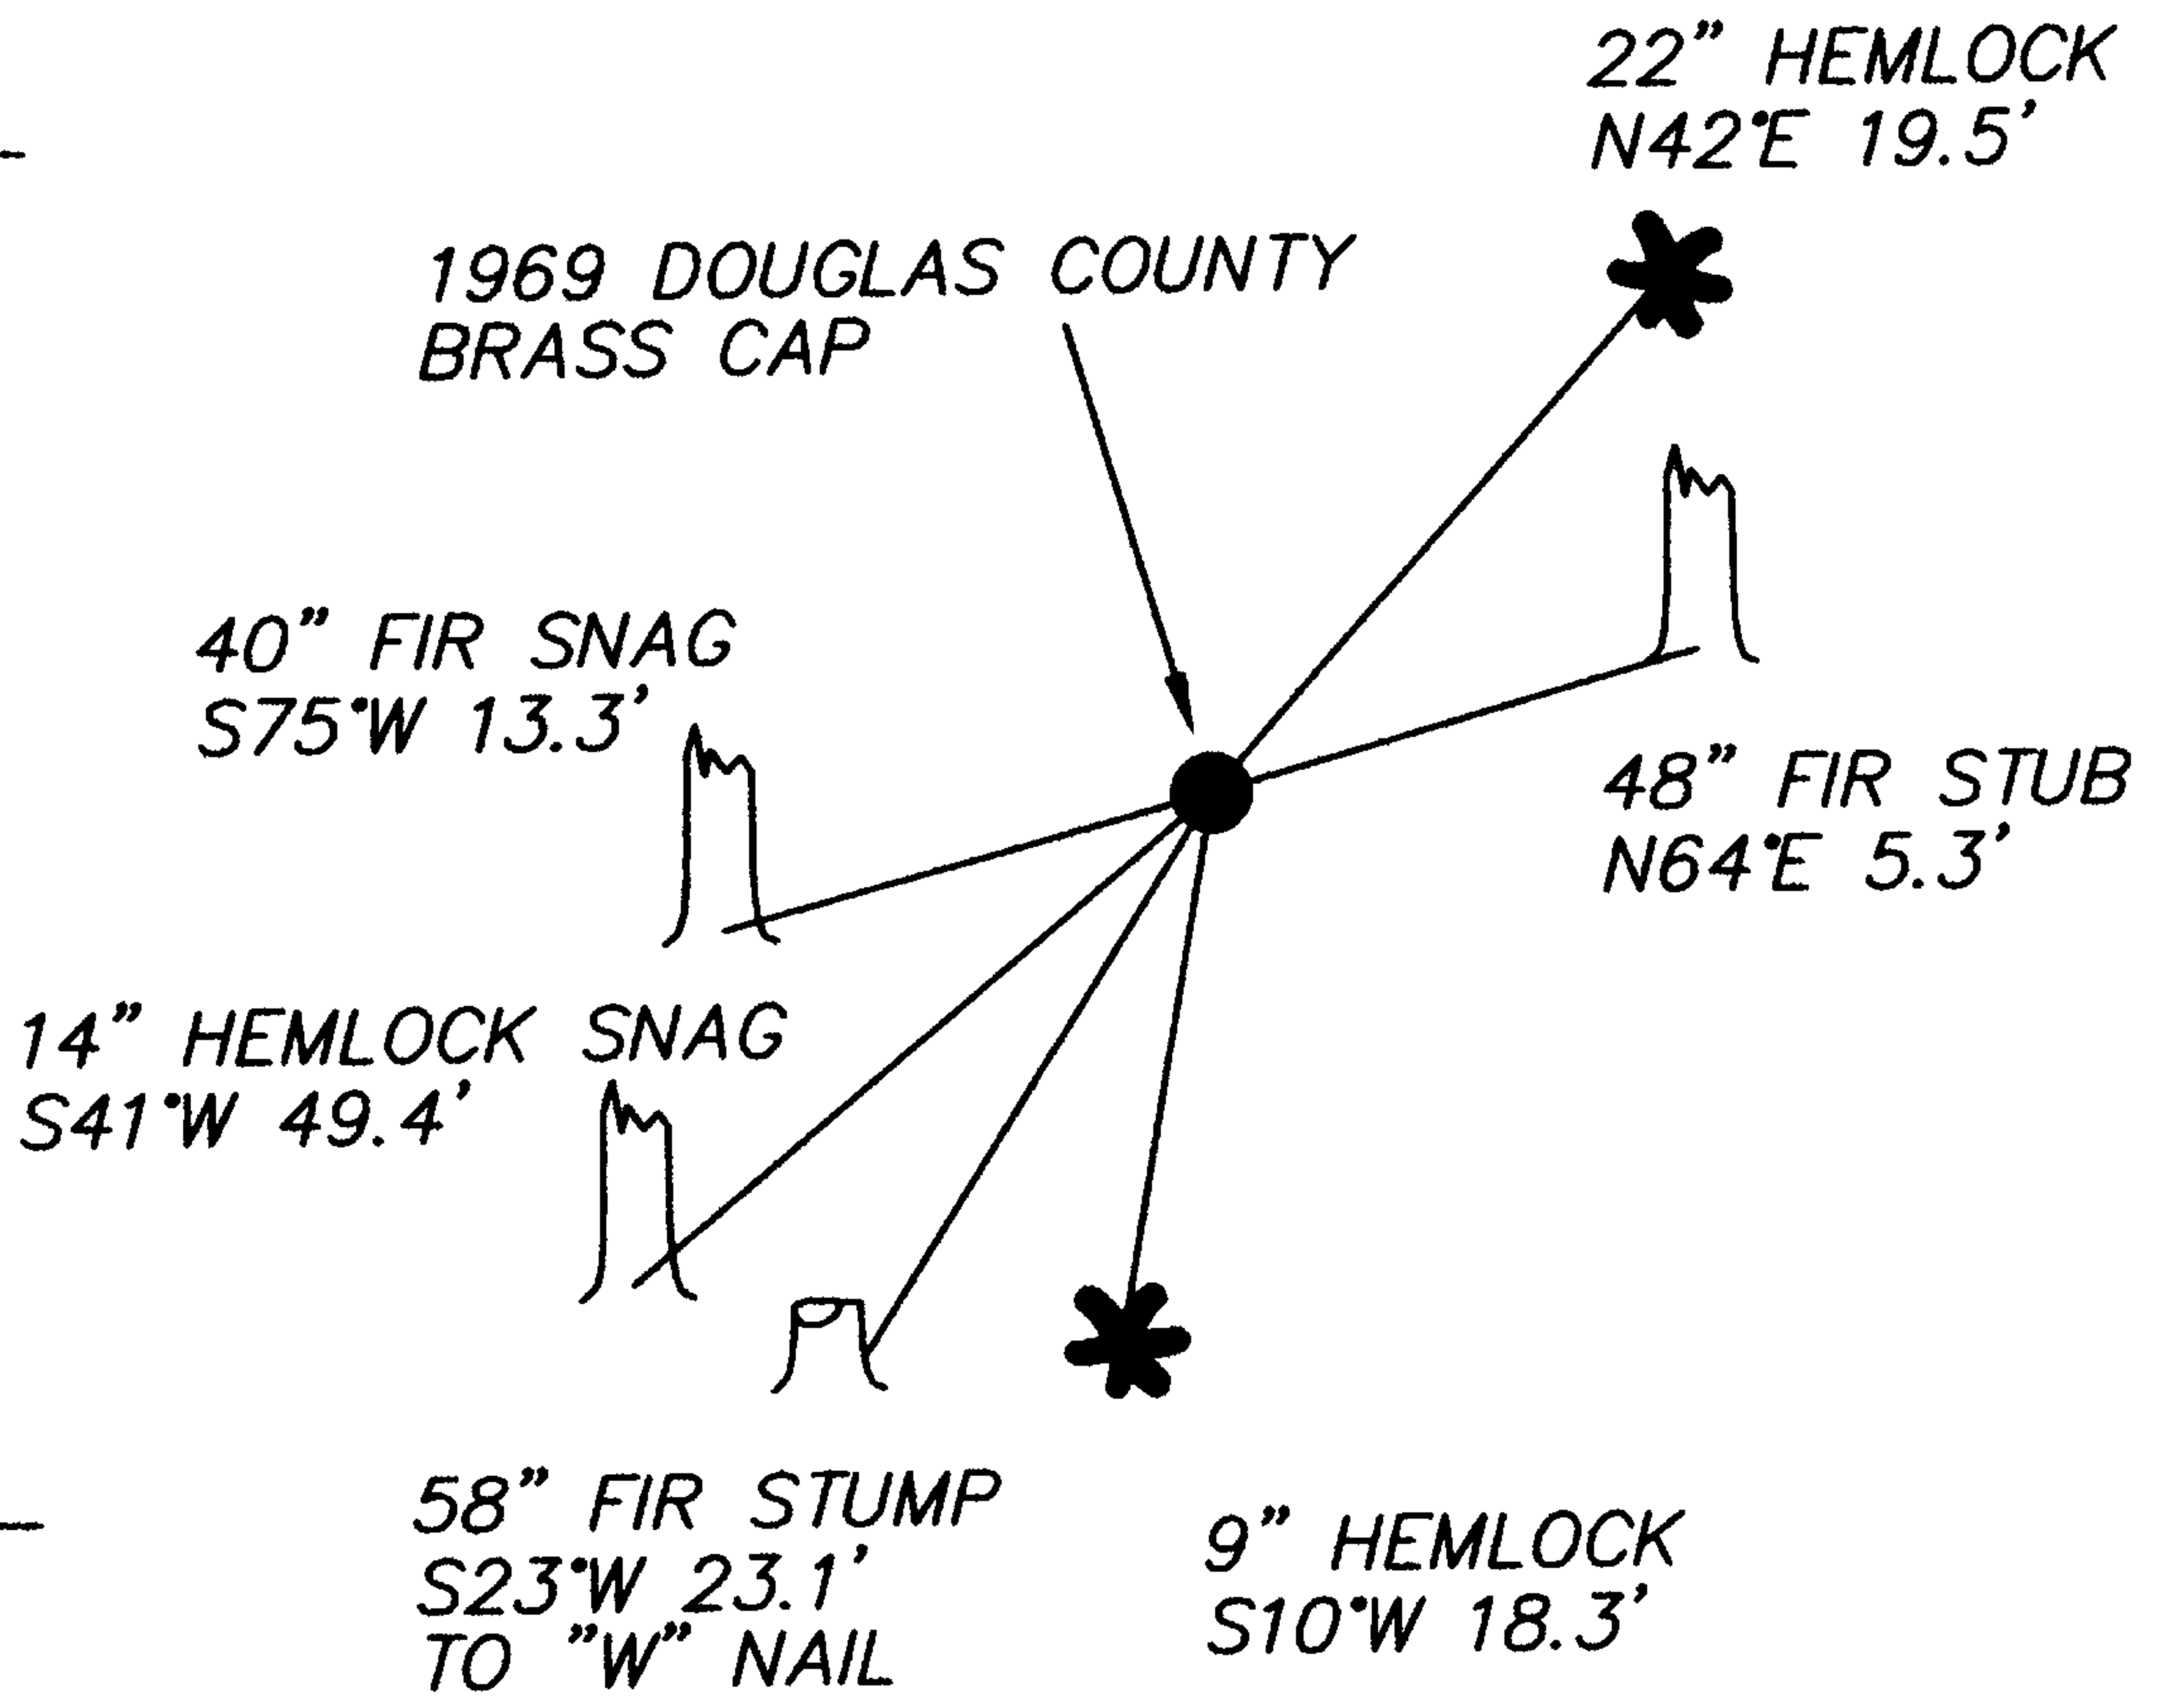 22" HEMLOCK
N42°E 19.5'
1969 DOUGLAS COUNTY
BRASS CAP
40" FIR SNAG
S75°W 13.3'
48" FIR STUB
N64°E 5.3'
14" HEMLOCK SNAG
S41°W 49.4'
58" FIR STUMP
S23°W 23.1'
TO "W" NAIL
9" HEMLOCK
S10°W 18.3'